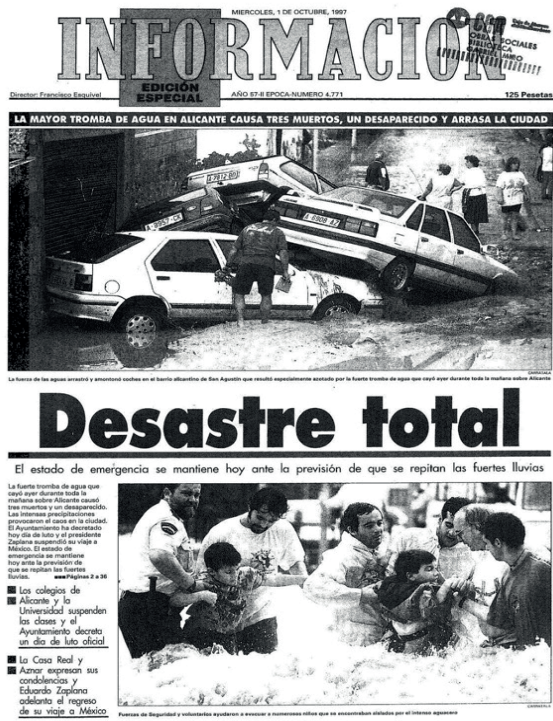 MIERCOLES, 1 DE OCTUBRE, 1997
INFORMACION
EDICIÓN
ESPECIAL
OBRAS SOCIALES
BIBLIOTECA
GABRIEL MIRO
Director: Francisco Esquivel
AÑO 57-II EPOCA-NUMERO 4.771
125 Pesetas
LA MAYOR TROMBA DE AGUA EN ALICANTE CAUSA TRES MUERTOS, UN DESAPARECIDO Y ARRASA LA CIUDAD
CARRATALA
La fuerza de las aguas arrastró y amontonó coches en el barrio alicantino de San Agustín que resultó especialmente azotado por la fuerte tromba de agua que cayó ayer durante toda la mañana sobre Alicante
Desastre total
El estado de emergencia se mantiene hoy ante la previsión de que se repitan las fuertes lluvias
La fuerte tromba de agua
que cayó ayer durante toda la
mañana sobre Alicante causó
tres muertos y un desaparecido.
Las intensas precipitaciones
provocaron el caos en la ciudad.
El Ayuntamiento ha decretado
hoy día de luto y el presidente
Zaplana suspendió su viaje a
México. El estado de
emergencia se mantiene
hoy ante la previsión de
que se repitan las fuertes
lluvias.
Páginas 2 a 36
Los colegios de
Alicante y la
Universidad suspenden
las clases y el
Ayuntamiento decreta
un día de luto oficial
La Casa Real y
Aznar expresan sus
condolencias y
Eduardo Zaplana
adelanta el regreso
de su viaje a México
CARRATALA
Fuerzas de Seguridad y voluntarios ayudaron a evacuar a numerosos niños que se encontraban aislados por el intenso aguacero